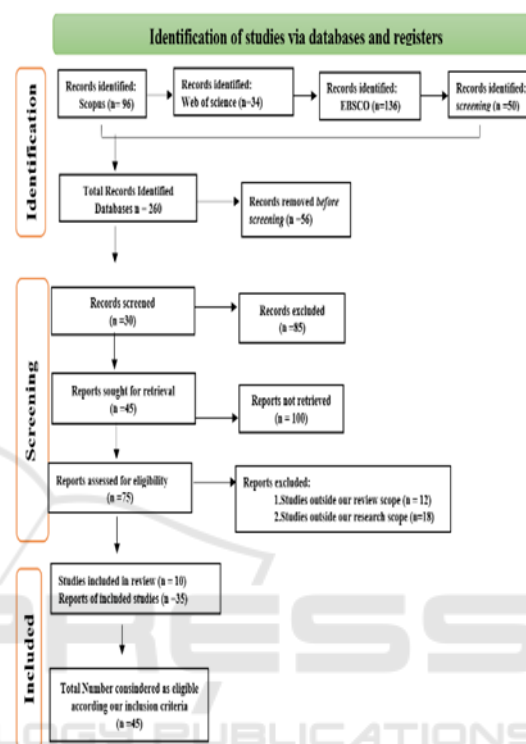 Identification of studies via databases and registers
Identification
Records identified:
Scopus (n= 96)
Records identified:
Web of science (n=34)
Records identified:
EBSCO (n=136)
Records identified:
screening (n =50)
Total Records Identified
Databases n = 260
Records removed before
screening (n =56)
Screening
Records screened
(n =30)
Records excluded
(n =85)
Reports sought for retrieval
(n =45)
Reports not retrieved
(n = 100)
Reports assessed for eligibility
(n =75)
Reports excluded:
1.Studies outside our review scope (n = 12)
2.Studies outside our research scope (n=18)
Included
Studies included in review (n = 10)
Reports of included studies (n =35)
Total Number consindered as eligible
according our inclusion criteria
(n =45)
PRESS
LOGY PUBLICATIONS